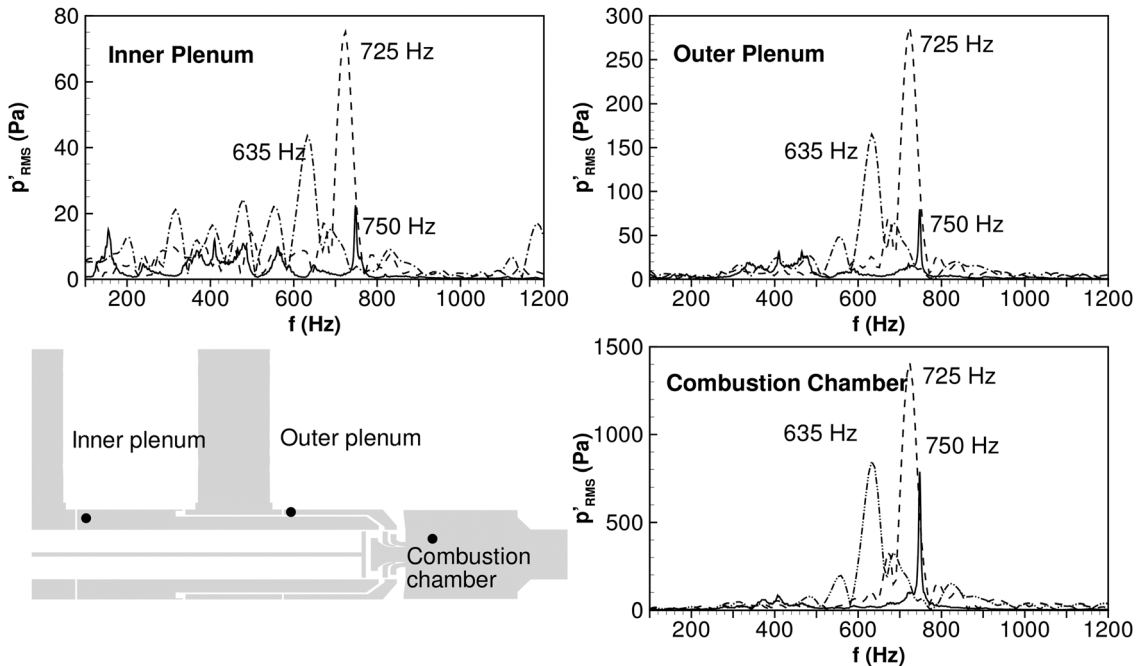 80
60
40
20
0
p'RMS (Pa)
Inner Plenum
725 Hz
635 Hz
750 Hz
200 400 600 800 1000 1200
f (Hz)
300
250
200
150
100
50
0
p'RMS (Pa)
Outer Plenum
725 Hz
635 Hz
750 Hz
200 400 600 800 1000 1200
f (Hz)
Inner plenum
Outer plenum
Combustion
chamber
1500
1000
500
0
p'RMS (Pa)
Combustion Chamber
725 Hz
635 Hz
750 Hz
200 400 600 800 1000 1200
f (Hz)